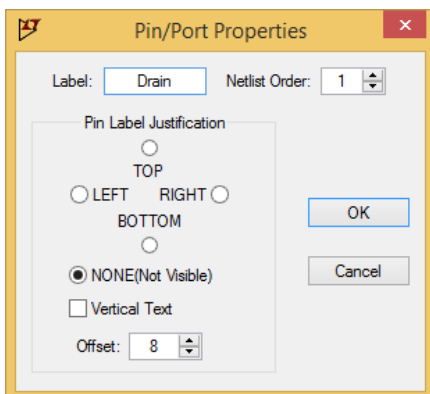 Pin/Port Properties
Label: Drain Netlist Order: 1
Pin Label Justification
TOP
LEFT RIGHT
BOTTOM
OK
NONE(Not Visible)
Cancel
Vertical Text
Offset: 8